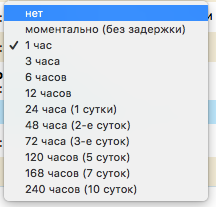 нет
моментально (без задержки)
✓ 1 час
3 часа
6 часов
12 часов
24 часа (1 сутки)
48 часа (2-е суток)
72 часа (3-е суток)
120 часов (5 суток)
168 часов (7 суток)
240 часов (10 суток)